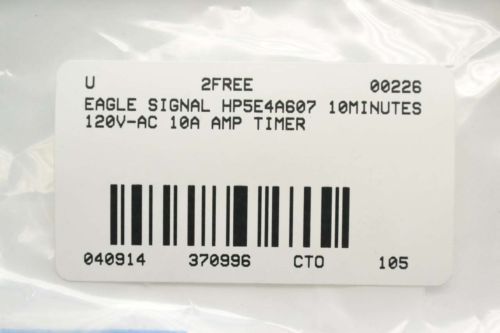 U 2FREE 00226
EAGLE SIGNAL HP5E4A607 10MINUTES
120V-AC 10A AMP TIMER
040914 370996 CTO 105